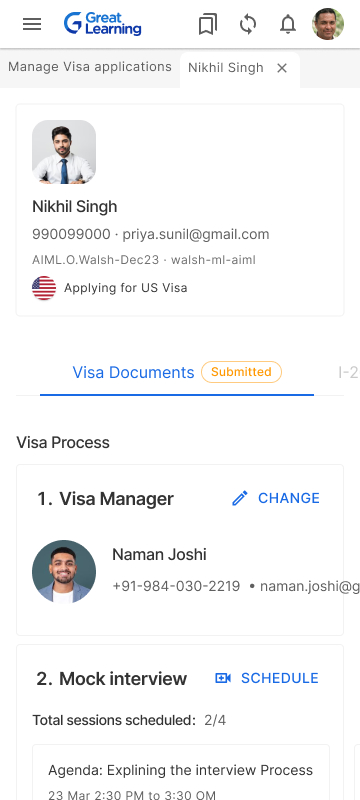 Great
Learning
Manage Visa applications
Nikhil Singh
Nikhil Singh
990099000 · priya.sunil@gmail.com
AIML.O.Walsh-Dec23 · walsh-ml-aiml
Applying for US Visa
Visa Documents Submitted I-2
Visa Process
1. Visa Manager CHANGE
Naman Joshi
+91-984-030-2219 • naman.joshi@g
2. Mock interview SCHEDULE
Total sessions scheduled: 2/4
Agenda: Explining the interview Process
23 Mar 2:30 PM to 3:30 OM